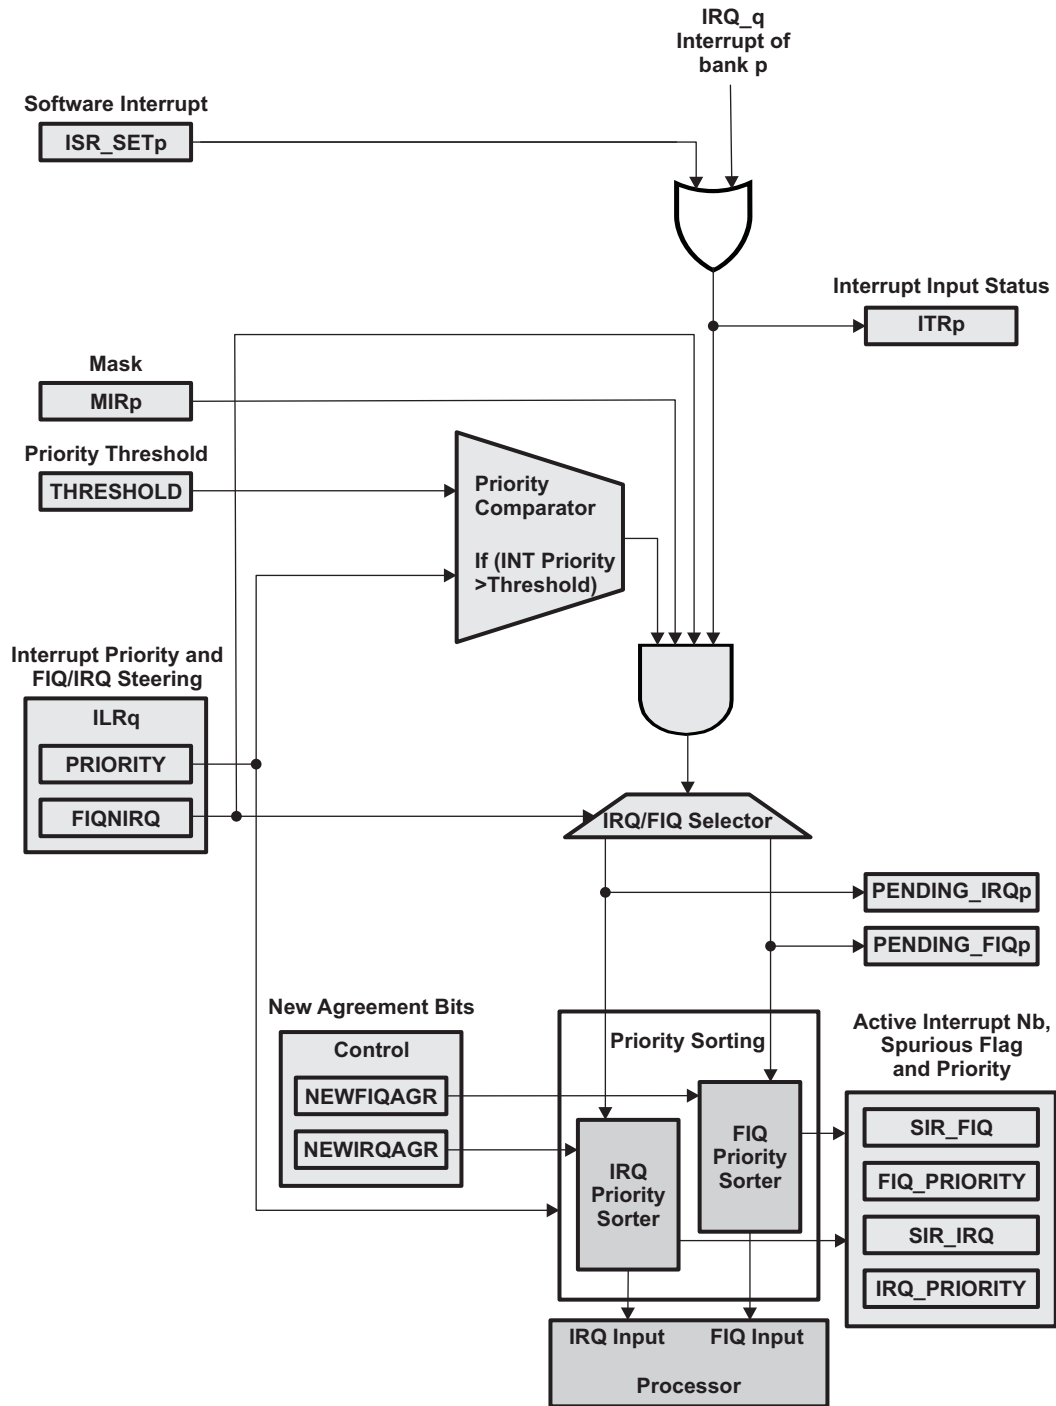 IRQ_q
Interrupt of
bank p
Software Interrupt
ISR_SETp
Interrupt Input Status
ITRp
Mask
MIRp
Priority Threshold
THRESHOLD
Priority
Comparator
If (INT Priority
>Threshold)
Interrupt Priority and
FIQ/IRQ Steering
ILRq
PRIORITY
FIQNIRQ
IRQ/FIQ Selector
PENDING_IRQp
PENDING_FIQp
New Agreement Bits
Control
NEWFIQAGR
NEWIRQAGR
Priority Sorting
IRQ
Priority
Sorter
FIQ
Priority
Sorter
Active Interrupt Nb,
Spurious Flag
and Priority
SIR_FIQ
FIQ_PRIORITY
SIR_IRQ
IRQ_PRIORITY
IRQ Input
FIQ Input
Processor